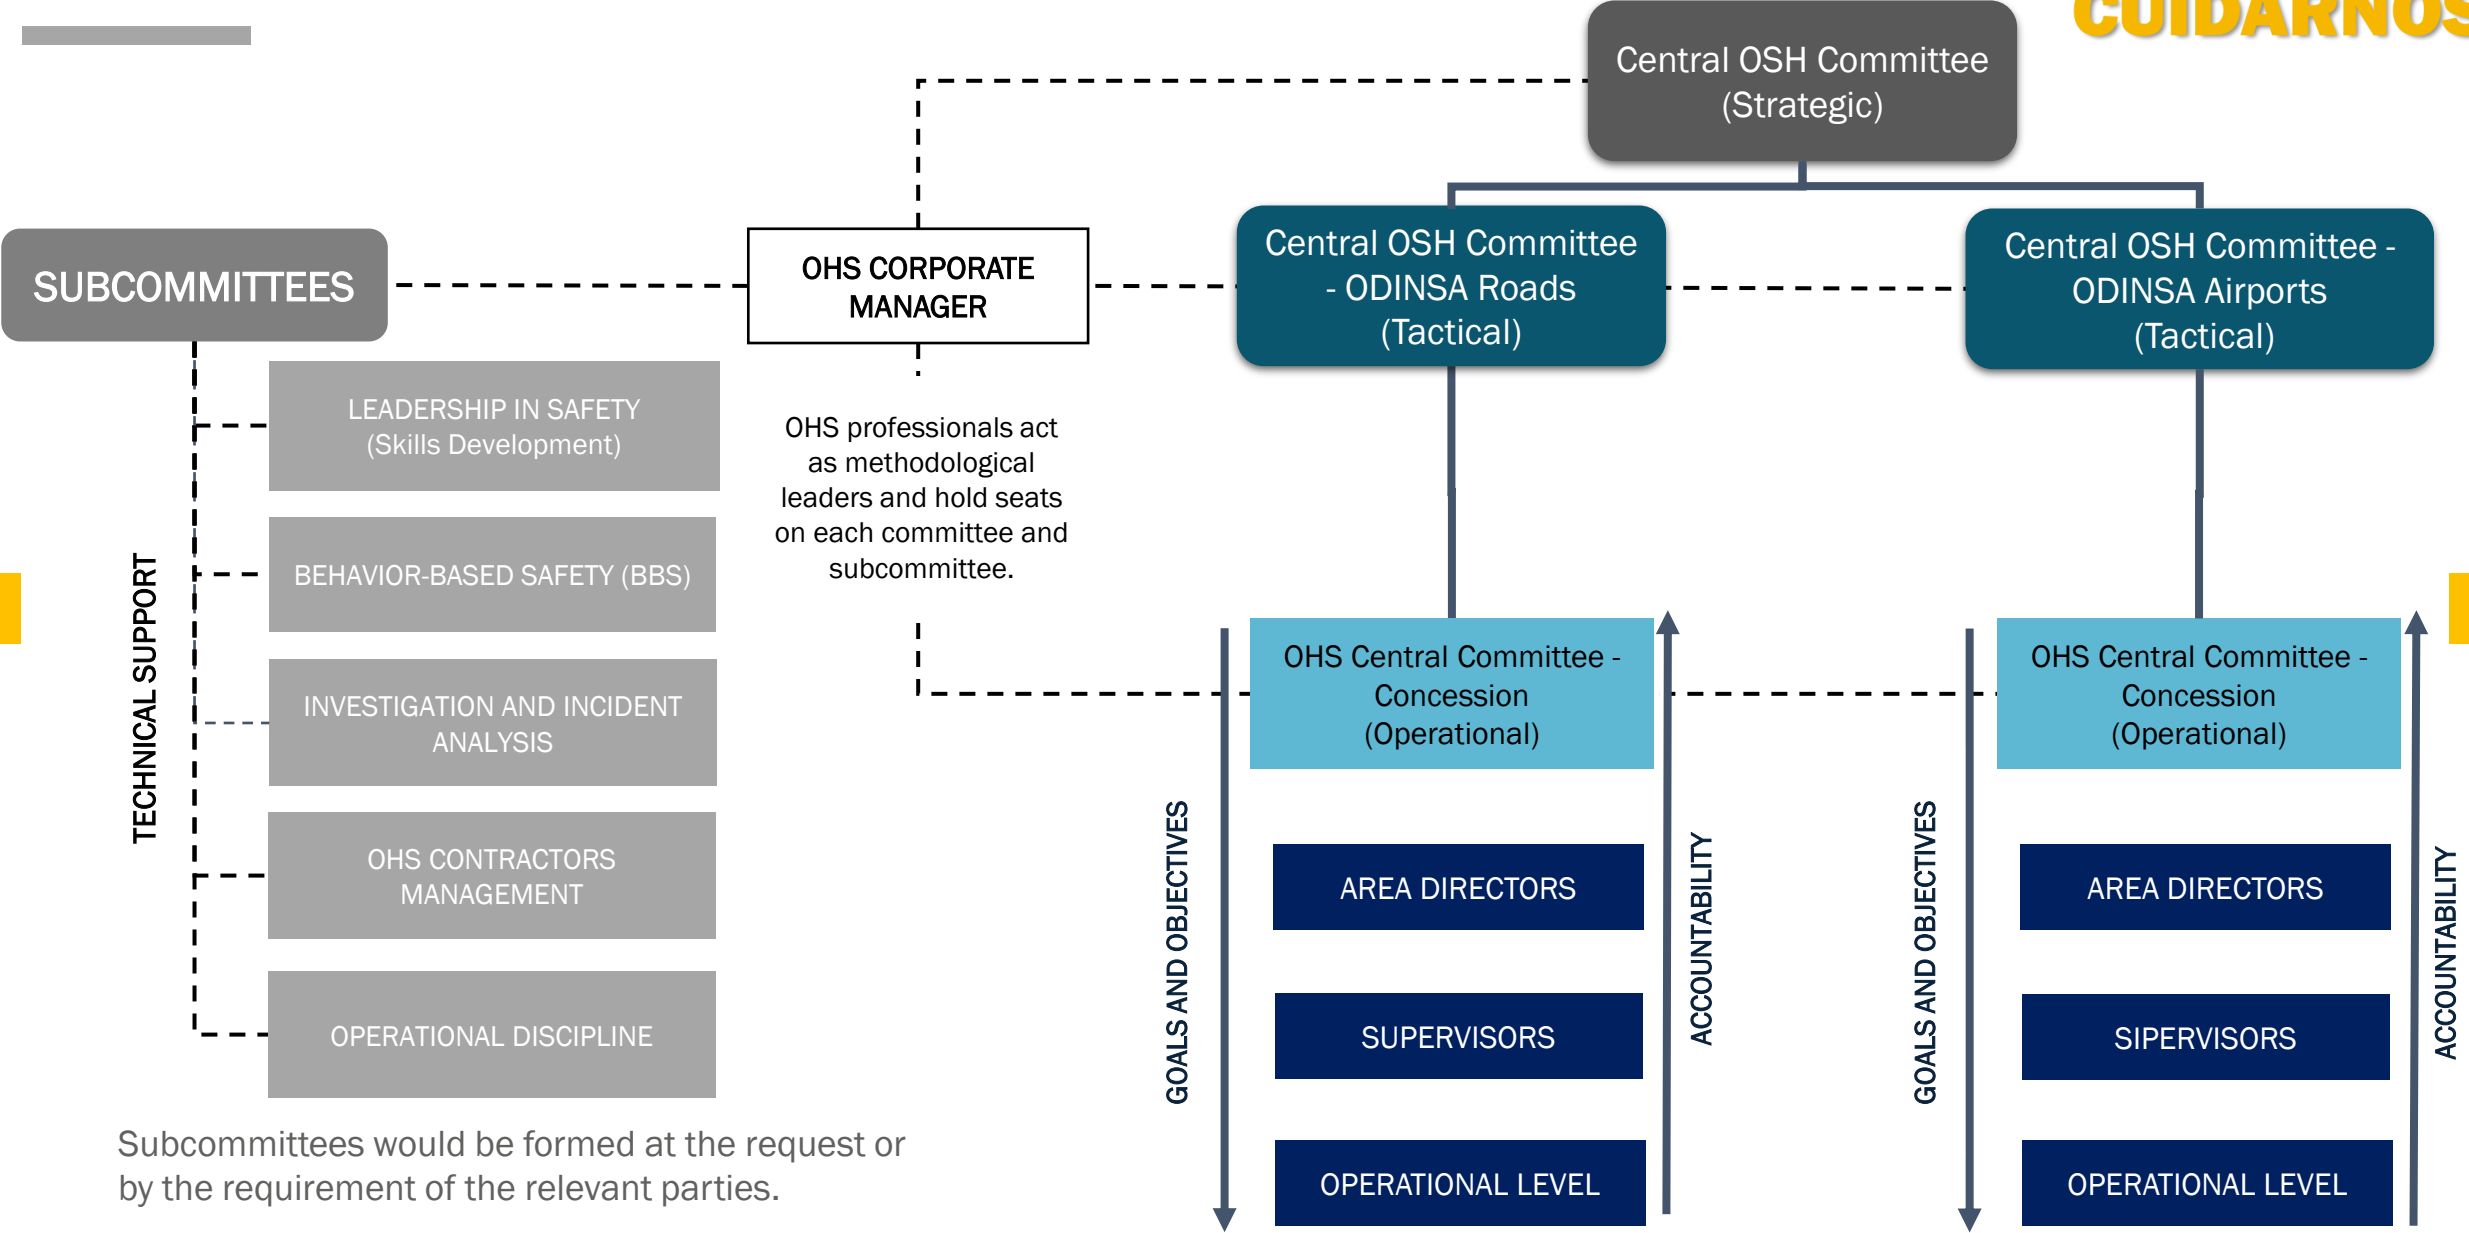 CUIDARNOS
Central OSH Committee
(Strategic)
SUBCOMMITTEES
OHS CORPORATE
MANAGER
Central OSH Committee
- ODINSA Roads
(Tactical)
Central OSH Committee -
ODINSA Airports
(Tactical)
TECHNICAL SUPPORT
LEADERSHIP IN SAFETY
(Skills Development)
BEHAVIOR-BASED SAFETY (BBS)
INVESTIGATION AND INCIDENT
ANALYSIS
OHS CONTRACTORS
MANAGEMENT
OPERATIONAL DISCIPLINE
Subcommittees would be formed at the request or
by the requirement of the relevant parties.
OHS professionals act
as methodological
leaders and hold seats
on each committee and
subcommittee.
GOALS AND OBJECTIVES
OHS Central Committee -
Concession
(Operational)
AREA DIRECTORS
SUPERVISORS
OPERATIONAL LEVEL
ACCOUNTABILITY
GOALS AND OBJECTIVES
OHS Central Committee -
Concession
(Operational)
AREA DIRECTORS
SIPERVISORS
OPERATIONAL LEVEL
ACCOUNTABILITY